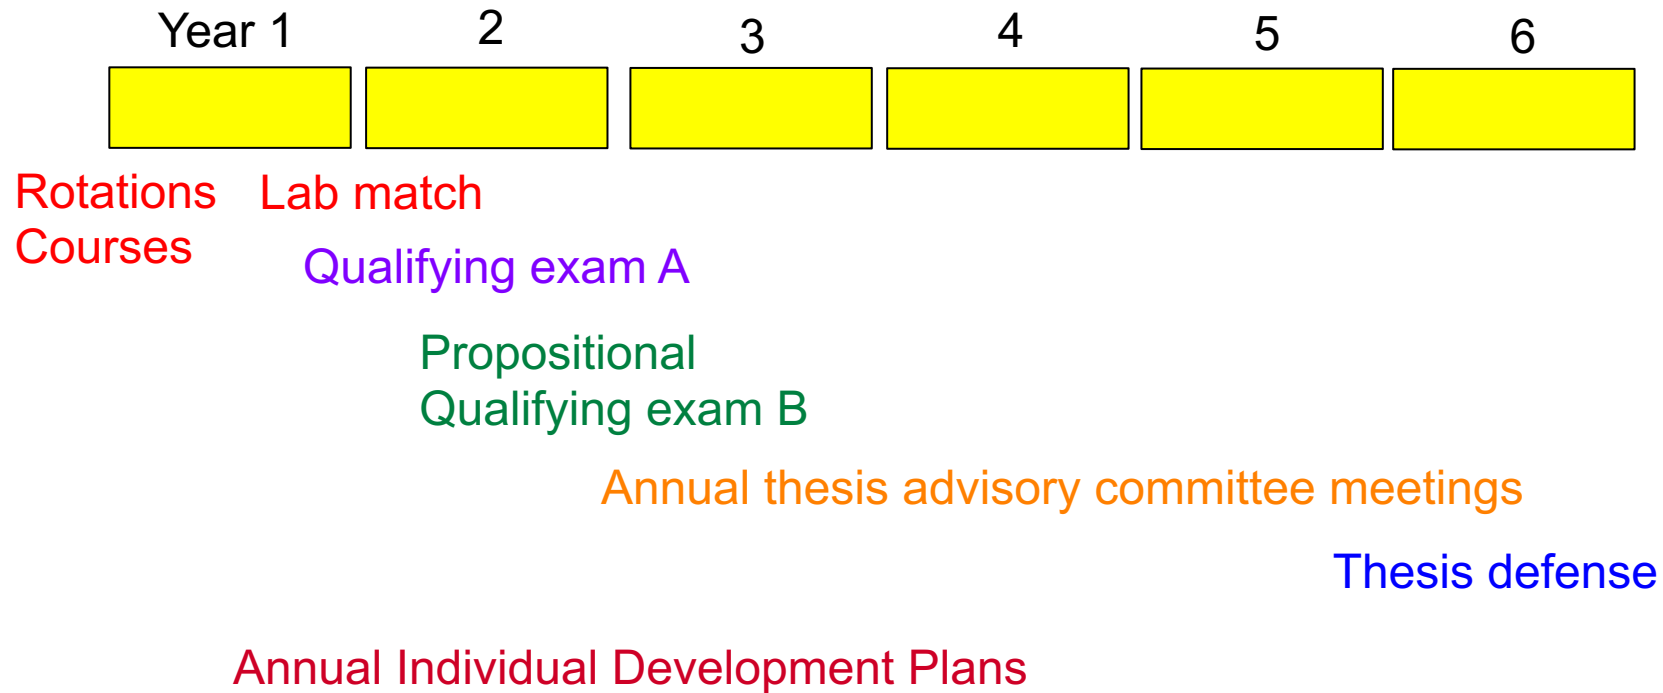 Year 1 2 3 4 5 6
Rotations Lab match
Courses
Qualifying exam A
Propositional
Qualifying exam B
Annual thesis advisory committee meetings
Thesis defense
Annual Individual Development Plans